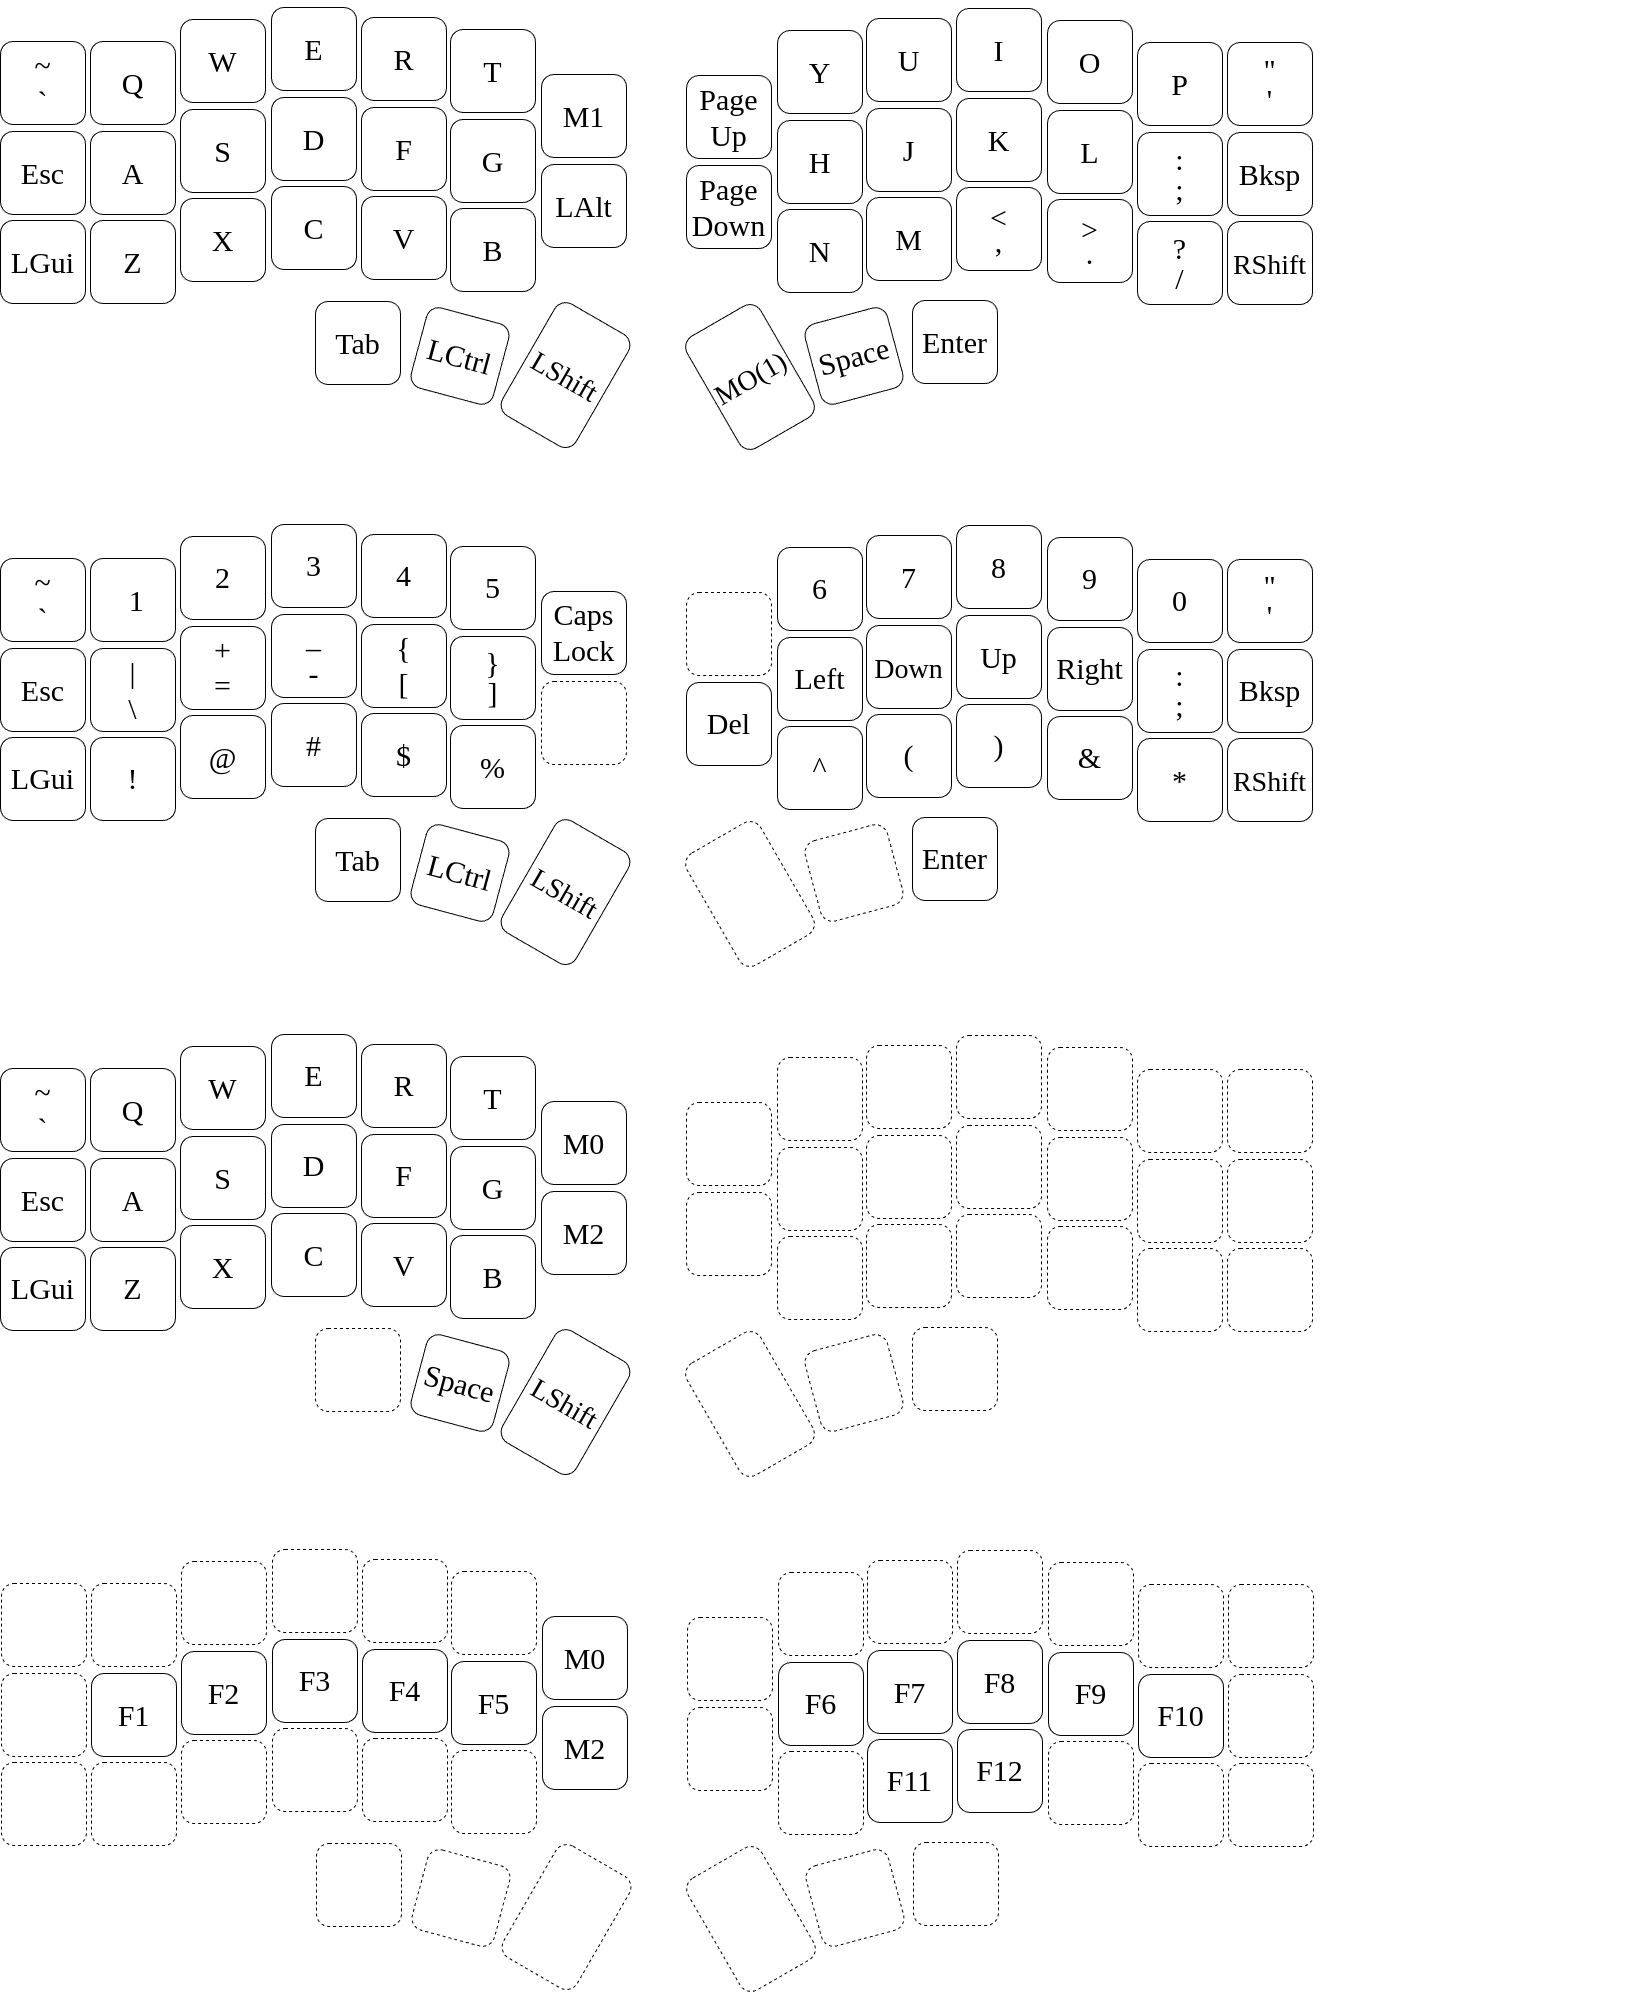 ~
`
Q
W
E
R
T
M1
Page
Up
Y
U
I
O
P
"
'
Esc
A
S
D
F
G
LAlt
Page
Down
H
J
K
L
:
;
Bksp
LGui
Z
X
C
V
B
N
M
<
,
>
.
?
/
RShift
Tab
LCtrl
LShift
MO(1)
Space
Enter
~
`
1
2
3
4
5
Caps
Lock
6
7
8
9
0
"
'
Esc
|
\
+
=
–
-
{
[
}
]
Del
Left
Down
Up
Right
:
;
Bksp
LGui
!
@
#
$
%
^
(
)
&
*
RShift
Tab
LCtrl
LShift
Enter
~
`
Q
W
E
R
T
M0
Esc
A
S
D
F
G
M2
LGui
Z
X
C
V
B
Space
LShift
M0
F1
F2
F3
F4
F5
M2
F6
F7
F8
F9
F10
F11
F12